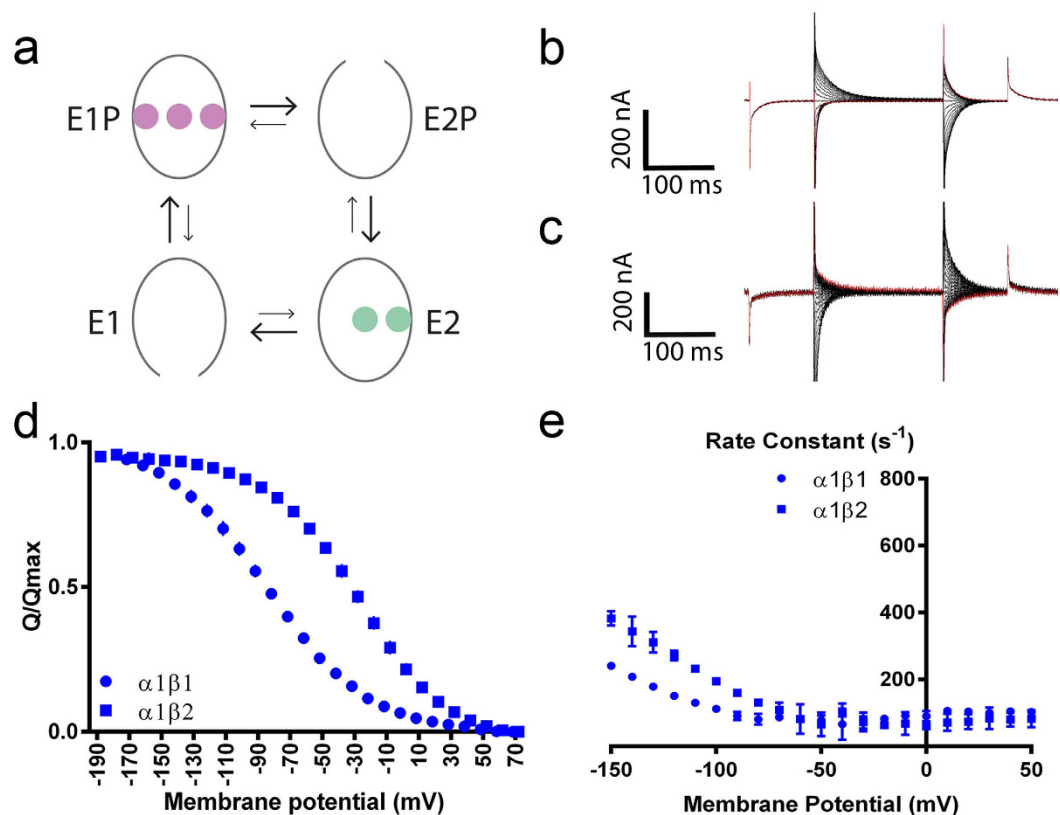 a
E1P
E2P
E1
E2
b
200 nA
100 ms
c
200 nA
100 ms
d
Q/Qmax
1.0
0.5
0.0
α1β1
α1β2
-190
-170
-150
-130
-110
-90
-70
-50
-30
-10
10
30
50
70
Membrane potential (mV)
e
Rate Constant (s⁻¹)
α1β1
α1β2
800
600
400
200
-150
-100
-50
0
50
Membrane Potential (mV)